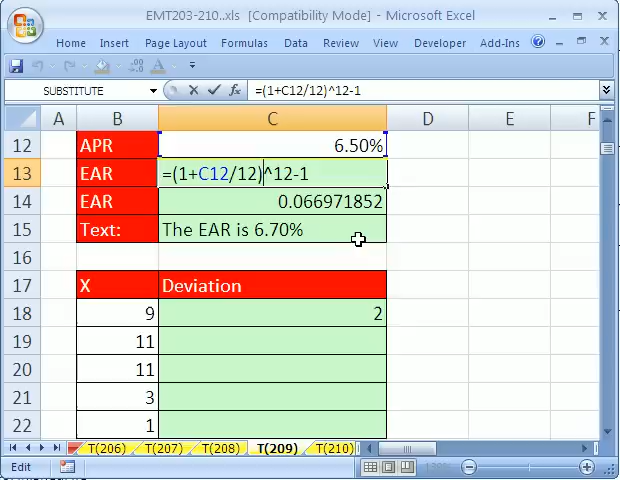 EMT203-210..xls [Compatibility Mode] - Microsoft Excel
Home Insert Page Layout Formulas Data Review View Developer Add-Ins
SUBSTITUTE fx =(1+C12/12)^12-1
A B C D E F
12 APR 6.50%
13 EAR =(1+C12/12)^12-1
14 EAR 0.066971852
15 Text: The EAR is 6.70%
16
17 X Deviation
18 9 2
19 11
20 11
21 3
22 1
T(206) T(207) T(208) T(209) T(210)
Edit